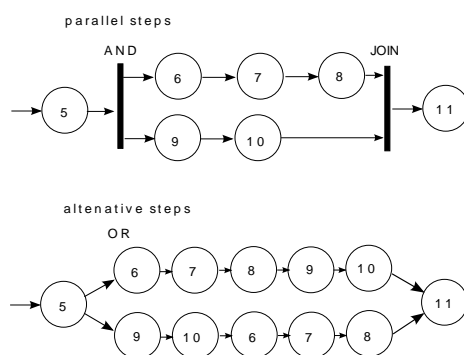 parallel steps
AND JOIN
6 7 8
5 11
9 10
altenative steps
OR
6 7 8 9 10
5 11
9 10 6 7 8